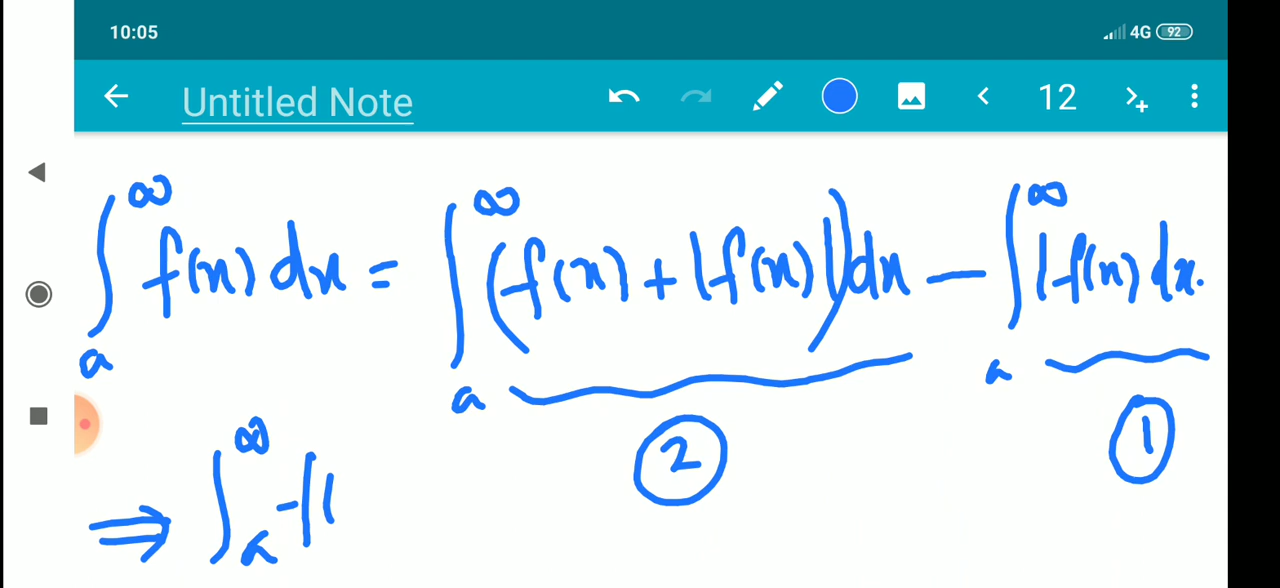 10:05 4G 92
Untitled Note 12
∫_a^∞ f(x) dx = ∫_a^∞ (f(x) + |f(x)|) dx − ∫_a^∞ |f(x) dx.
② ①
⇒ ∫_a^∞